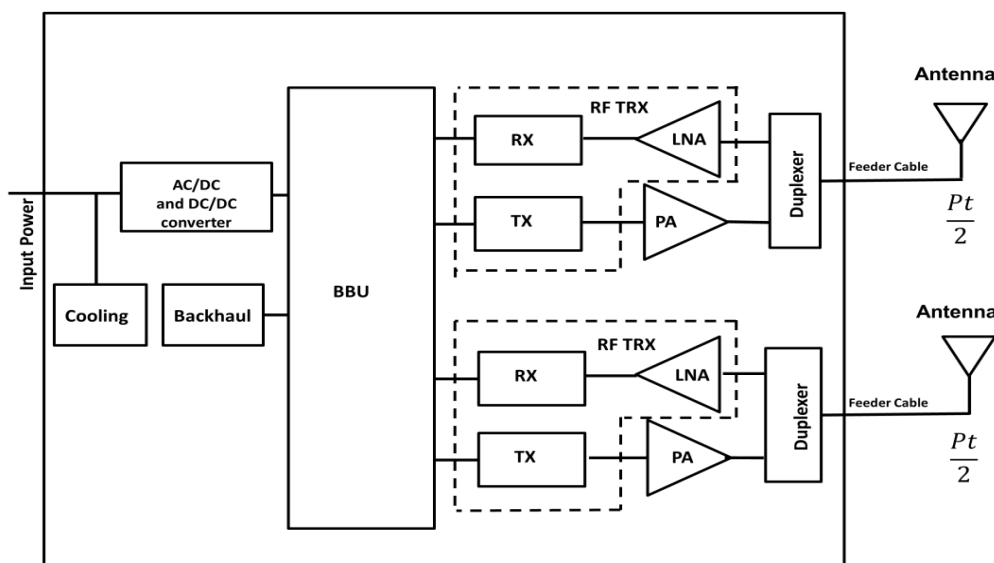 Input Power
AC/DC
and DC/DC
converter
Cooling
Backhaul
BBU
RF TRX
RX
LNA
TX
PA
Duplexer
Feeder Cable
Antenna
Pt
2
RF TRX
RX
LNA
TX
PA
Duplexer
Feeder Cable
Antenna
Pt
2